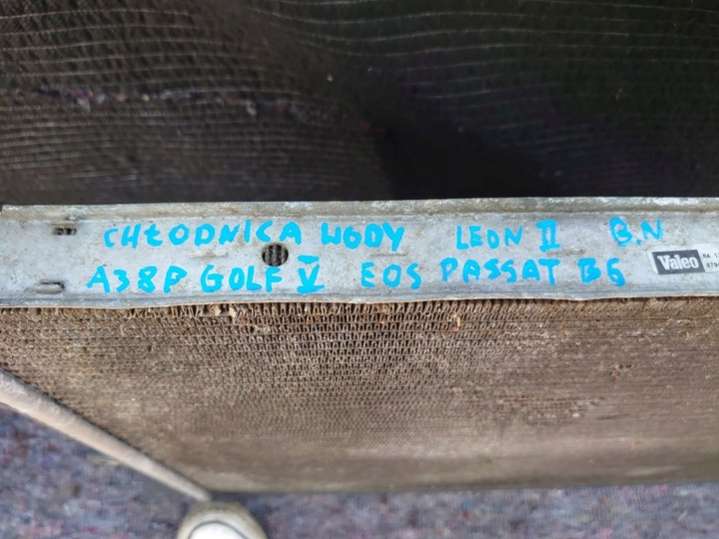 CHŁODNICA WODY LEON II B.N
A38P GOLF V EOS PASSAT B6
Valeo